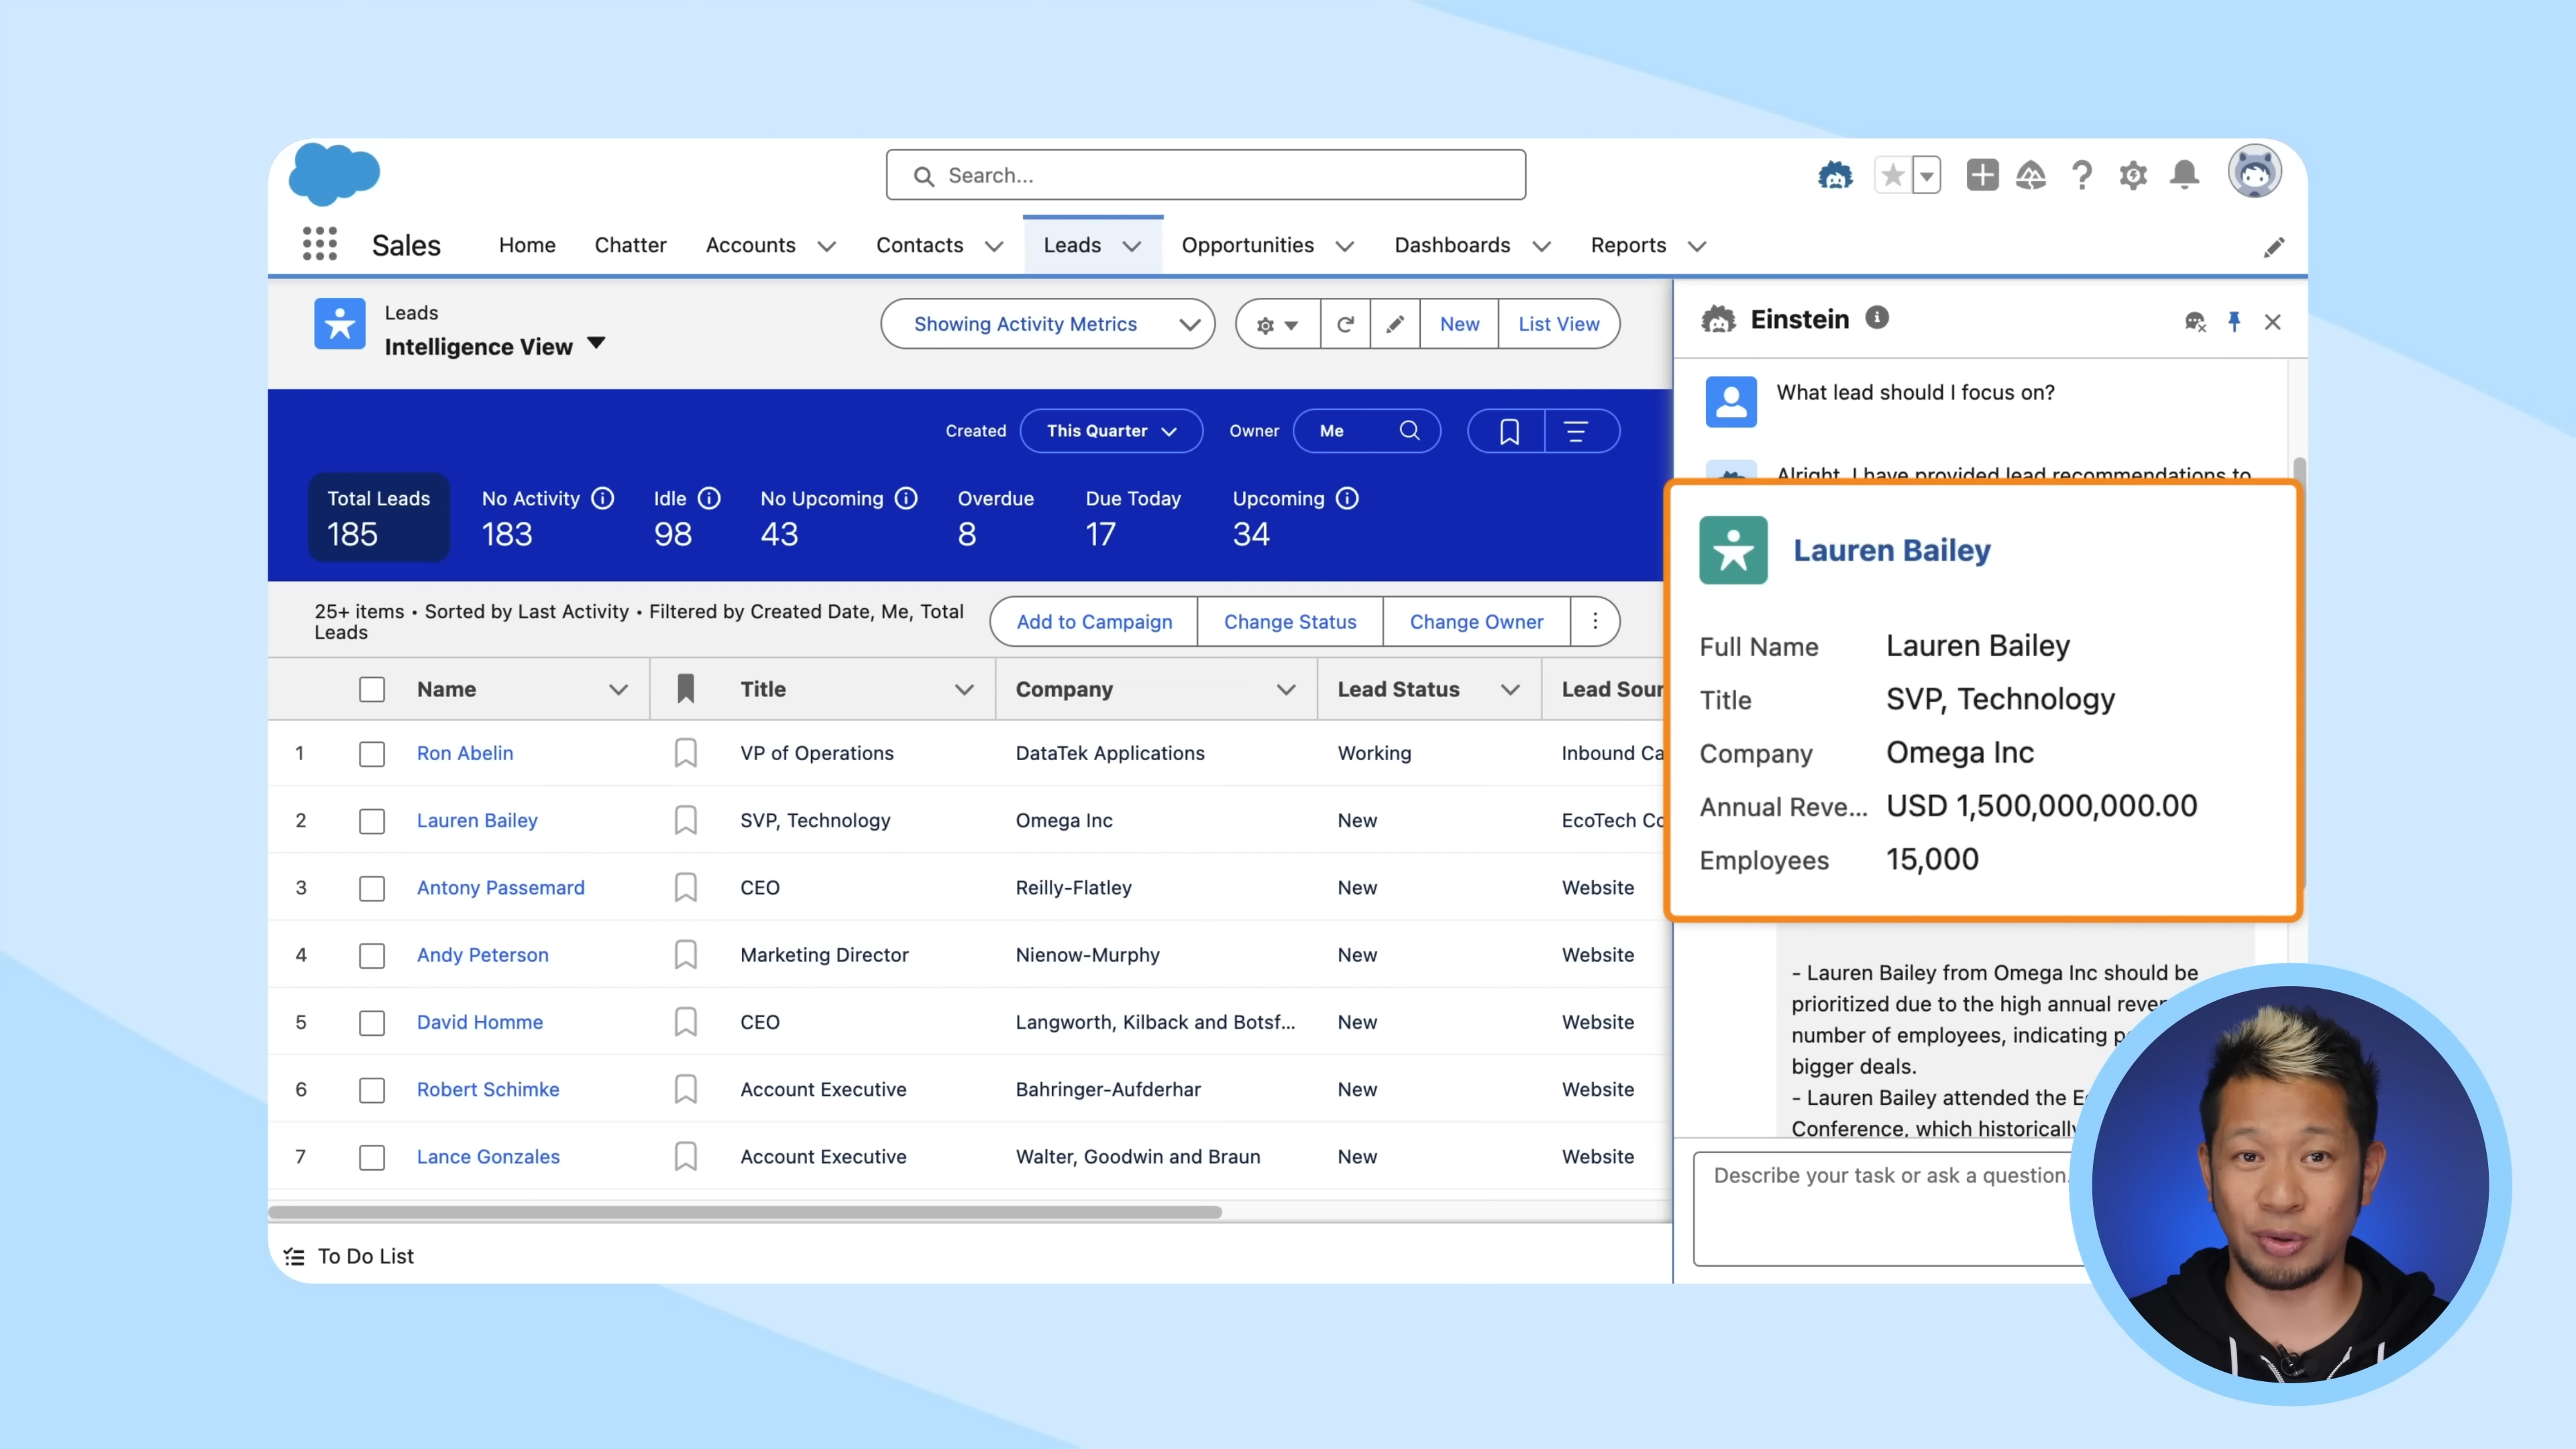 Search...
Sales
Home
Chatter
Accounts
Contacts
Leads
Opportunities
Dashboards
Reports
Leads
Intelligence View
Showing Activity Metrics
New
List View
Created
This Quarter
Owner
Me
Total Leads
185
No Activity
183
Idle
98
No Upcoming
43
Overdue
8
Due Today
17
Upcoming
34
25+ items • Sorted by Last Activity • Filtered by Created Date, Me, Total
Leads
Add to Campaign
Change Status
Change Owner
Name Title Company Lead Status Lead Sour
1 Ron Abelin VP of Operations DataTek Applications Working Inbound Ca
2 Lauren Bailey SVP, Technology Omega Inc New EcoTech Co
3 Antony Passemard CEO Reilly-Flatley New Website
4 Andy Peterson Marketing Director Nienow-Murphy New Website
5 David Homme CEO Langworth, Kilback and Botsf... New Website
6 Robert Schimke Account Executive Bahringer-Aufderhar New Website
7 Lance Gonzales Account Executive Walter, Goodwin and Braun New Website
To Do List
Einstein
What lead should I focus on?
Alright, I have provided lead recommendations to
Lauren Bailey
Full Name Lauren Bailey
Title SVP, Technology
Company Omega Inc
Annual Reve... USD 1,500,000,000.00
Employees 15,000
- Lauren Bailey from Omega Inc should be
prioritized due to the high annual rever
number of employees, indicating p
bigger deals.
- Lauren Bailey attended the E
Conference, which historically
Describe your task or ask a question.